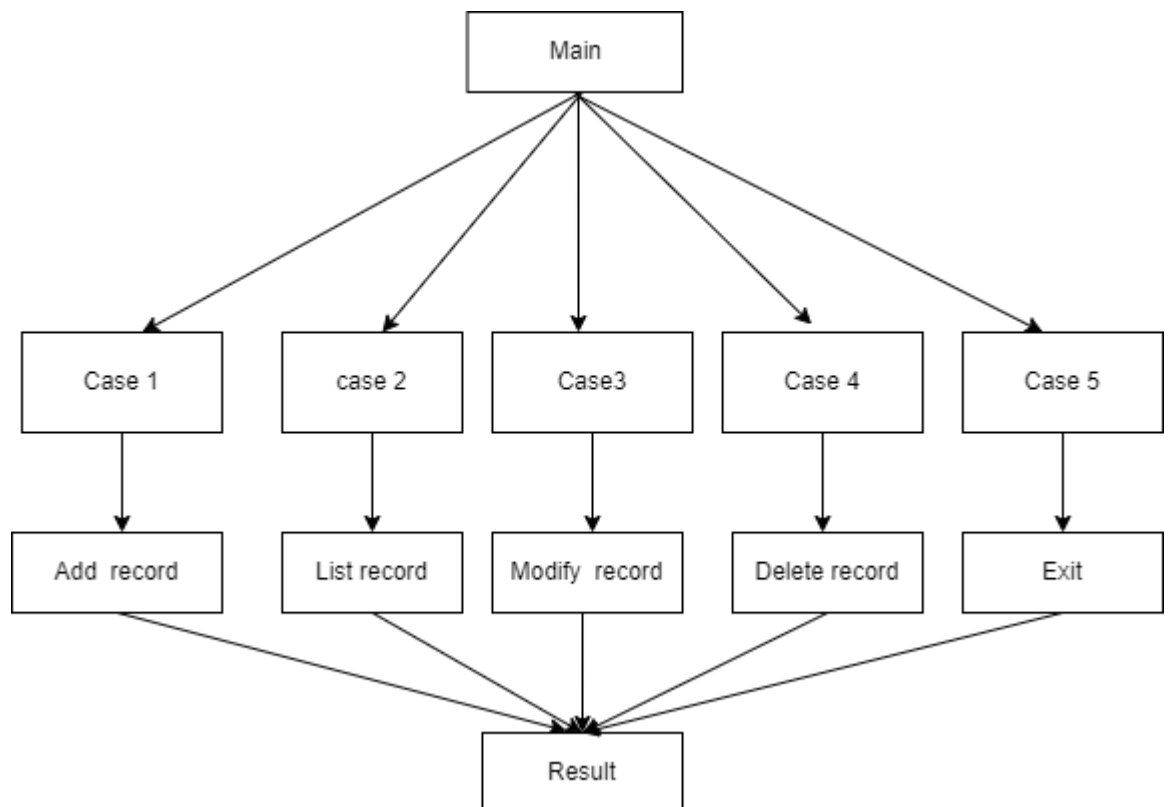 Main
Case 1
case 2
Case3
Case 4
Case 5
Add record
List record
Modify record
Delete record
Exit
Result